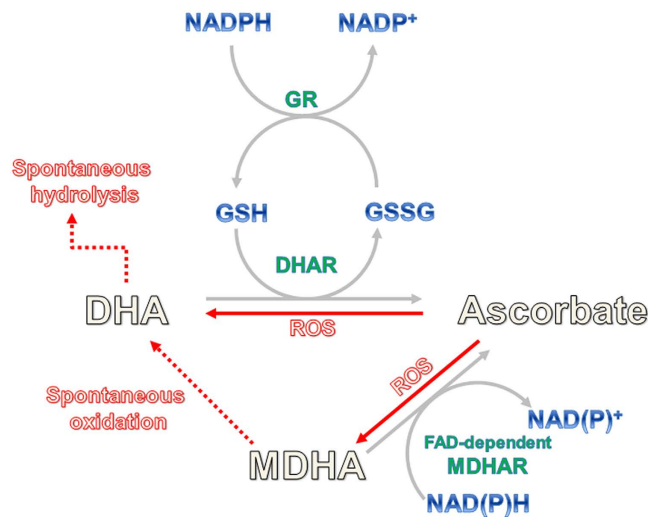 NADPH NADP+
GR
Spontaneous
hydrolysis
GSH GSSG
DHAR
DHA Ascorbate
ROS
ROS
Spontaneous
oxidation
NAD(P)+
FAD-dependent
MDHA MDHAR
NAD(P)H